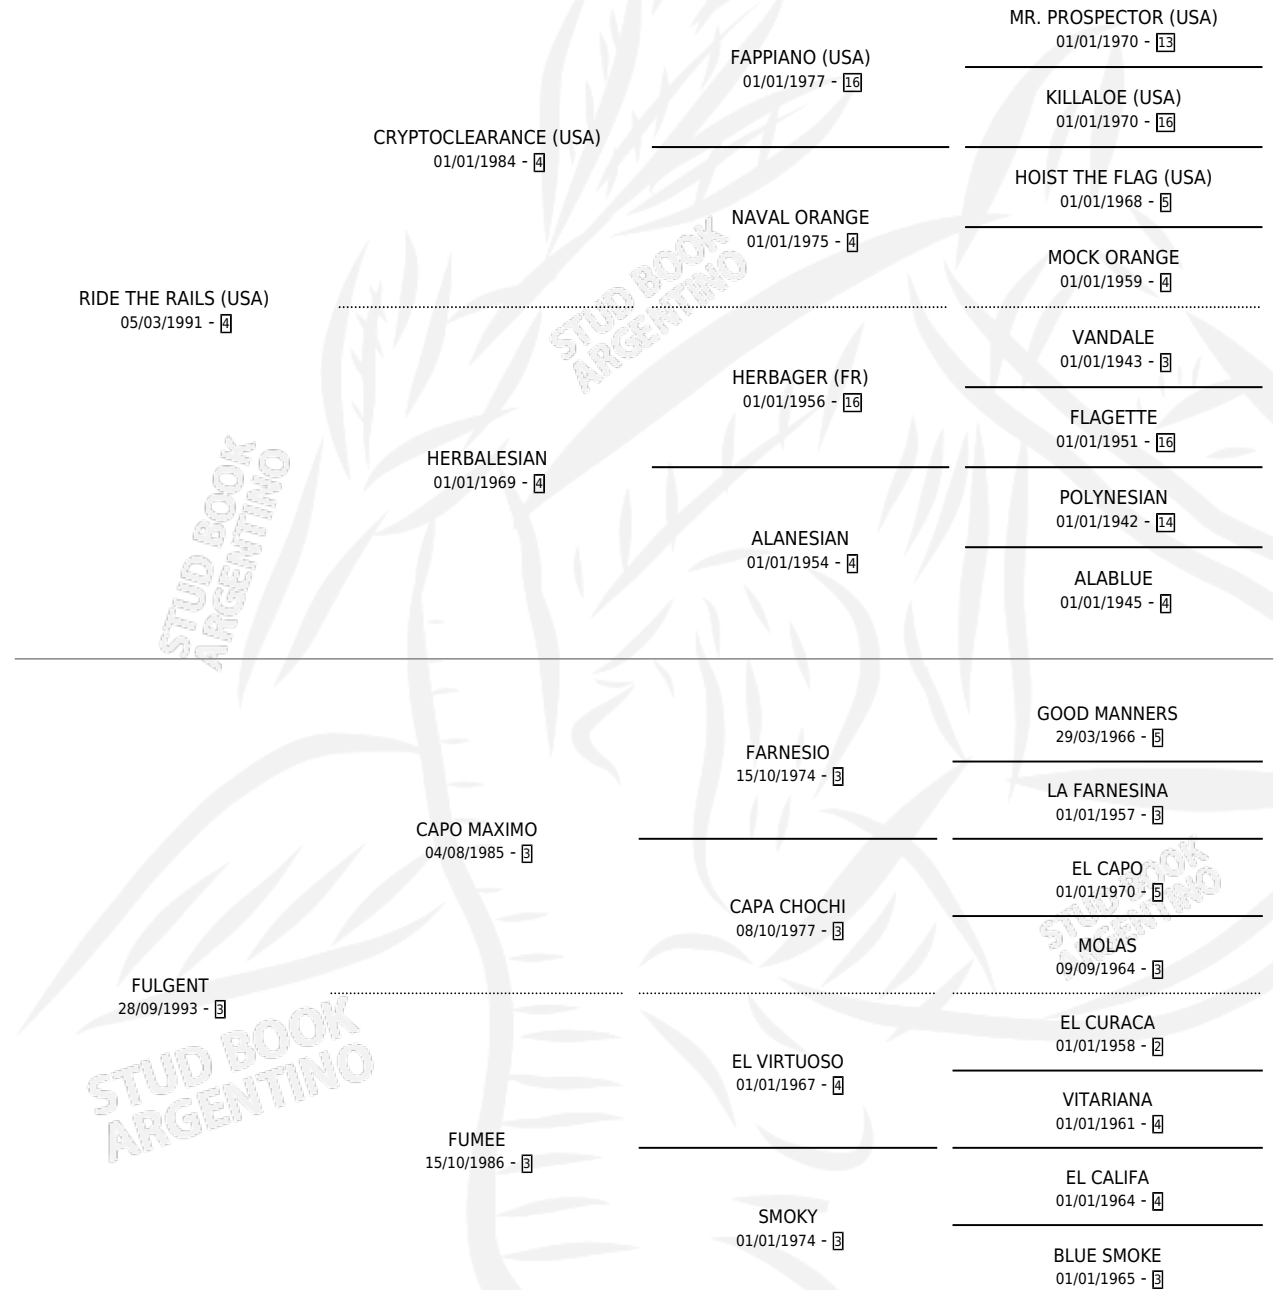 MR. PROSPECTOR (USA)
01/01/1970 - 13
FAPPIANO (USA)
01/01/1977 - 16
KILLALOE (USA)
01/01/1970 - 16
CRYPTOCLEARANCE (USA)
01/01/1984 - 4
HOIST THE FLAG (USA)
01/01/1968 - 5
NAVAL ORANGE
01/01/1975 - 4
MOCK ORANGE
01/01/1959 - 4
RIDE THE RAILS (USA)
05/03/1991 - 4
VANDALE
01/01/1943 - 3
HERBAGER (FR)
01/01/1956 - 16
FLAGETTE
01/01/1951 - 16
HERBALESIAN
01/01/1969 - 4
POLYNESIAN
01/01/1942 - 14
ALANESIAN
01/01/1954 - 4
ALABLUE
01/01/1945 - 4
GOOD MANNERS
29/03/1966 - 5
FARNESIO
15/10/1974 - 3
LA FARNESINA
01/01/1957 - 3
CAPO MAXIMO
04/08/1985 - 3
EL CAPO
01/01/1970 - 5
CAPA CHOCHI
08/10/1977 - 3
MOLAS
09/09/1964 - 3
FULGENT
28/09/1993 - 3
EL CURACA
01/01/1958 - 2
EL VIRTUOSO
01/01/1967 - 4
VITARIANA
01/01/1961 - 4
FUMEE
15/10/1986 - 3
EL CALIFA
01/01/1964 - 4
SMOKY
01/01/1974 - 3
BLUE SMOKE
01/01/1965 - 3
STUD BOOK
ARGENTINO
STUD BOOK
ARGENTINO
STUD BOOK
ARGENTINO
STUD BOOK
ARGENTINO